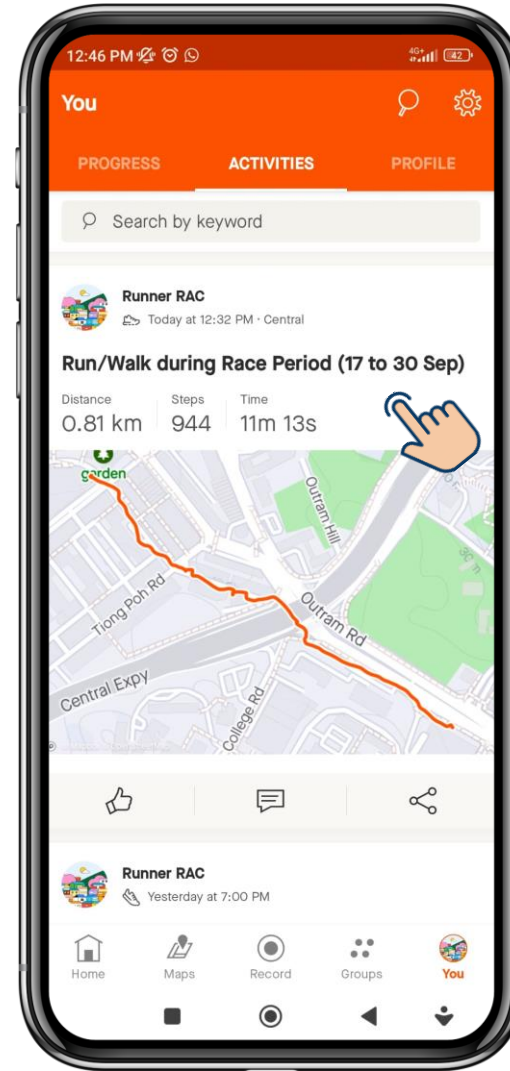 12:46 PM
4G+
42
You
PROGRESS
ACTIVITIES
PROFILE
Search by keyword
Runner RAC
Today at 12:32 PM · Central
Run/Walk during Race Period (17 to 30 Sep)
Distance
Steps
Time
0.81 km
944
11m 13s
garden
Outram Hill
30 m
Tiong Poh Rd
Outram Rd
Central Expy
College Rd
Runner RAC
Yesterday at 7:00 PM
Home
Maps
Record
Groups
You